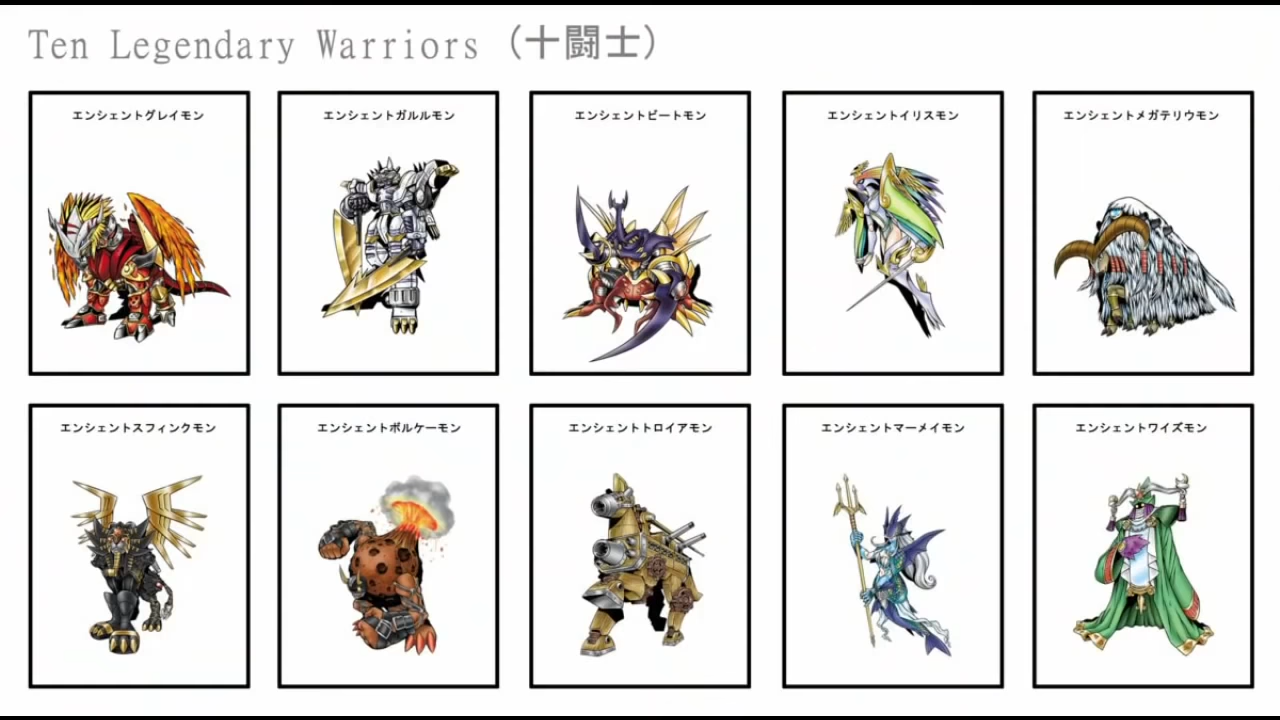 Ten Legendary Warriors (十闘士)
エンシェントグレイモン
エンシェントガルルモン
エンシェントビートモン
エンシェントイリスモン
エンシェントメガテリウモン
エンシェントスフィンクモン
エンシェントボルケーモン
エンシェントトロイアモン
エンシェントマーメイモン
エンシェントワイズモン